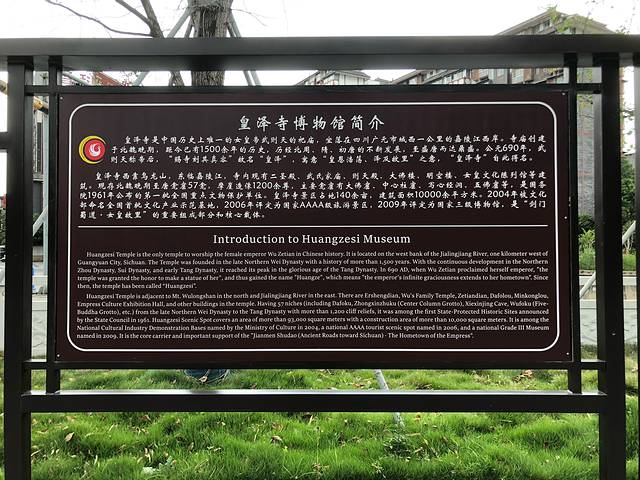 皇泽寺博物馆简介
皇泽寺是中国历史上唯一的女皇帝武则天的祀庙，坐落在四川广元市城西一公里的嘉陵江西岸。寺庙创建
于北魏晚期，距今已有1500余年的历史，历经北周、隋、初唐的不断发展，至盛唐而达鼎盛。公元690年，武
则天称帝后，“赐寺刻其真容”故名“皇泽”，寓意“皇恩浩荡、泽及故里”之意，“皇泽寺”自此得名。
皇泽寺西靠乌龙山，东临嘉陵江，寺内现有二圣殿、武氏家庙、则天殿、大佛楼、明空楼、女皇文化陈列馆等建
筑。现存北魏晚期至唐龛窟57龛，摩崖造像1200余尊，主要龛窟有大佛窟、中心柱窟、写心经洞、五佛窟等，是国务
院1961年公布的第一批全国重点文物保护单位。皇泽寺景区占地140余亩，建筑面积10000平方米。2004年被文化
部命名全国首批文化产业示范基地，2006年评定为国家AAAA级旅游景区，2009年评定为国家三级博物馆，是“剑门
蜀道·女皇故里”的重要组成部分和核心载体。
Introduction to Huangzesi Museum
Huangzesi Temple is the only temple to worship the female emperor Wu Zetian in Chinese history. It is located on the west bank of the Jialingjiang River, one kilometer west of
Guangyuan City, Sichuan. The Temple was founded in the late Northern Wei Dynasty with a history of more than 1,500 years. With the continuous development in the Northern
Zhou Dynasty, Sui Dynasty, and early Tang Dynasty, it reached its peak in the glorious age of the Tang Dynasty. In 690 AD, when Wu Zetian proclaimed herself emperor, "the
temple was granted the honor to make a statue of her", and thus gained the name "Huangze", which means "the emperor's infinite graciousness extends to her hometown". Since
then, the temple has been called "Huangzesi".
Huangzesi Temple is adjacent to Mt. Wulongshan in the north and Jialingjiang River in the east. There are Ershengdian, Wu's Family Temple, Zetiandian, Dafolou, Minkonglou,
Empress Culture Exhibition Hall, and other buildings in the temple. Having 57 niches (including Dafoku, Zhongxinzhuku (Center Column Grotto), Xiexinjing Cave, Wufoku (Five-
Buddha Grotto), etc.) from the late Northern Wei Dynasty to the Tang Dynasty with more than 1,200 cliff reliefs, it was among the first State-Protected Historic Sites announced
by the State Council in 1961. Huangzesi Scenic Spot covers an area of more than 93,000 square meters with a construction area of more than 10,000 square meters. It is among the
National Cultural Industry Demonstration Bases named by the Ministry of Culture in 2004, a national AAAA tourist scenic spot named in 2006, and a national Grade III Museum
named in 2009. It is the core carrier and important support of the "Jianmen Shudao (Ancient Roads toward Sichuan) - The Hometown of the Empress".